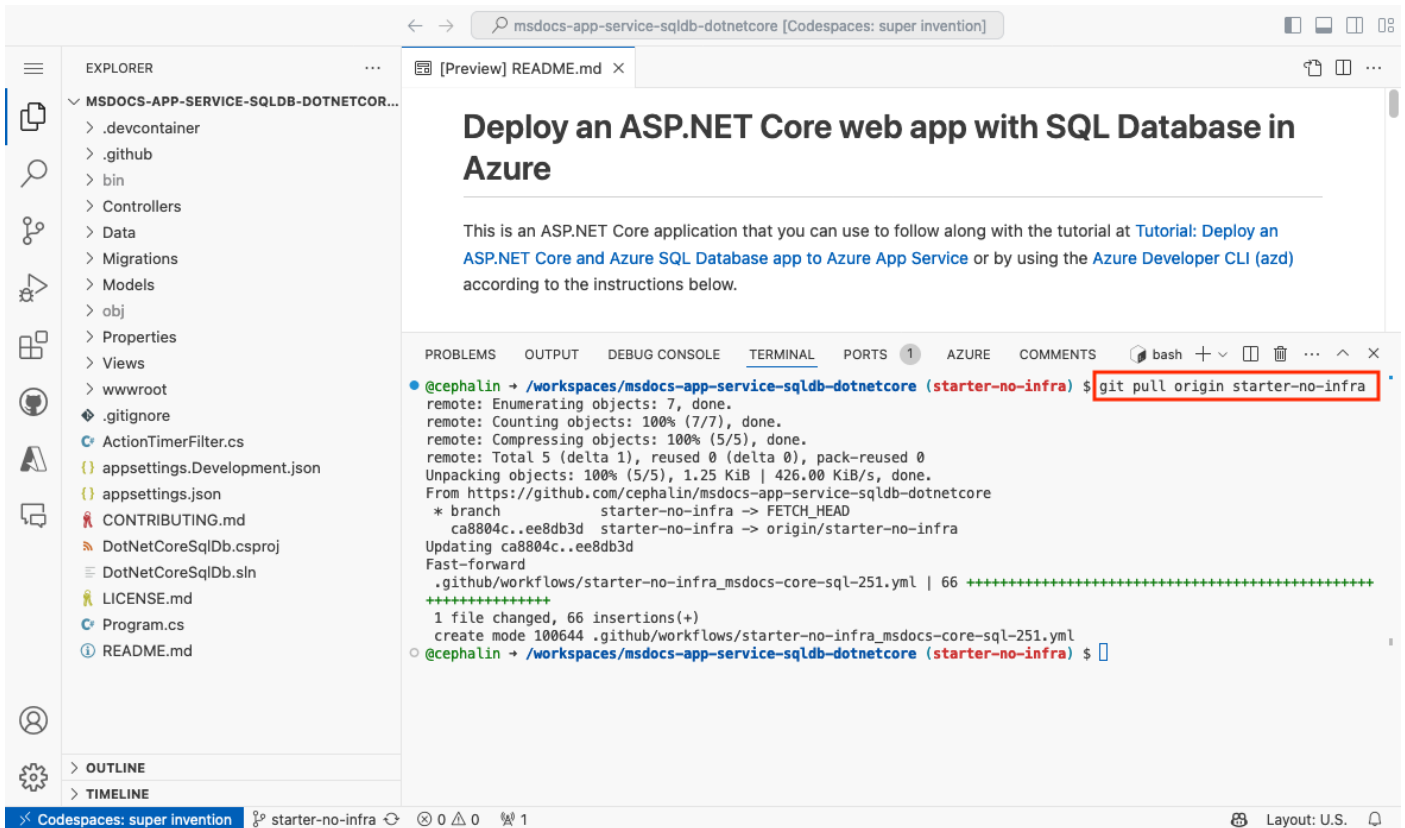 msdocs-app-service-sqldb-dotnetcore [Codespaces: super invention]
EXPLORER
[Preview] README.md
MSDOCS-APP-SERVICE-SQLDB-DOTNETCOR...
.devcontainer
.github
bin
Controllers
Data
Migrations
Models
obj
Properties
Views
wwwroot
.gitignore
ActionTimerFilter.cs
appsettings.Development.json
appsettings.json
CONTRIBUTING.md
DotNetCoreSqlDb.csproj
DotNetCoreSqlDb.sln
LICENSE.md
Program.cs
README.md
OUTLINE
TIMELINE
Deploy an ASP.NET Core web app with SQL Database in
Azure
This is an ASP.NET Core application that you can use to follow along with the tutorial at Tutorial: Deploy an
ASP.NET Core and Azure SQL Database app to Azure App Service or by using the Azure Developer CLI (azd)
according to the instructions below.
PROBLEMS OUTPUT DEBUG CONSOLE TERMINAL PORTS 1 AZURE COMMENTS bash
@cephalin → /workspaces/msdocs-app-service-sqldb-dotnetcore (starter-no-infra) $ git pull origin starter-no-infra
remote: Enumerating objects: 7, done.
remote: Counting objects: 100% (7/7), done.
remote: Compressing objects: 100% (5/5), done.
remote: Total 5 (delta 1), reused 0 (delta 0), pack-reused 0
Unpacking objects: 100% (5/5), 1.25 KiB | 426.00 KiB/s, done.
From https://github.com/cephalin/msdocs-app-service-sqldb-dotnetcore
* branch starter-no-infra -> FETCH_HEAD
ca8804c..ee8db3d starter-no-infra -> origin/starter-no-infra
Updating ca8804c..ee8db3d
Fast-forward
.github/workflows/starter-no-infra_msdocs-core-sql-251.yml | 66 +++++++++++++++++++++++++++++++++++++++++++++++++
+++++++++++++++
1 file changed, 66 insertions(+)
create mode 100644 .github/workflows/starter-no-infra_msdocs-core-sql-251.yml
@cephalin → /workspaces/msdocs-app-service-sqldb-dotnetcore (starter-no-infra) $
Codespaces: super invention starter-no-infra 0 0 1 Layout: U.S.